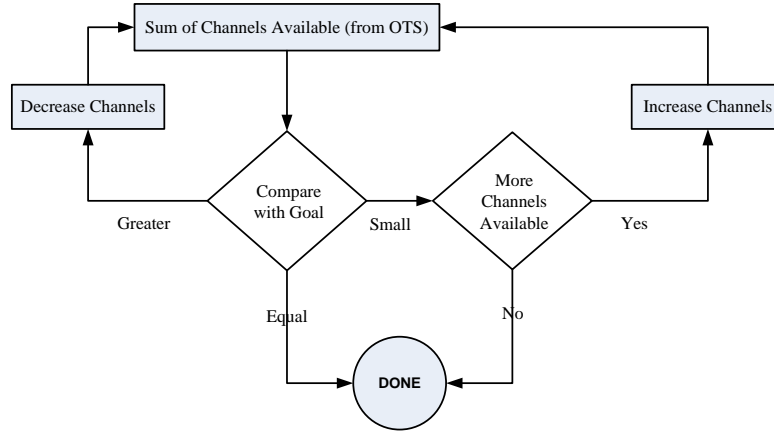 Sum of Channels Available (from OTS)
Decrease Channels
Increase Channels
Compare
with Goal
More
Channels
Available
Greater
Small
Yes
Equal
No
DONE